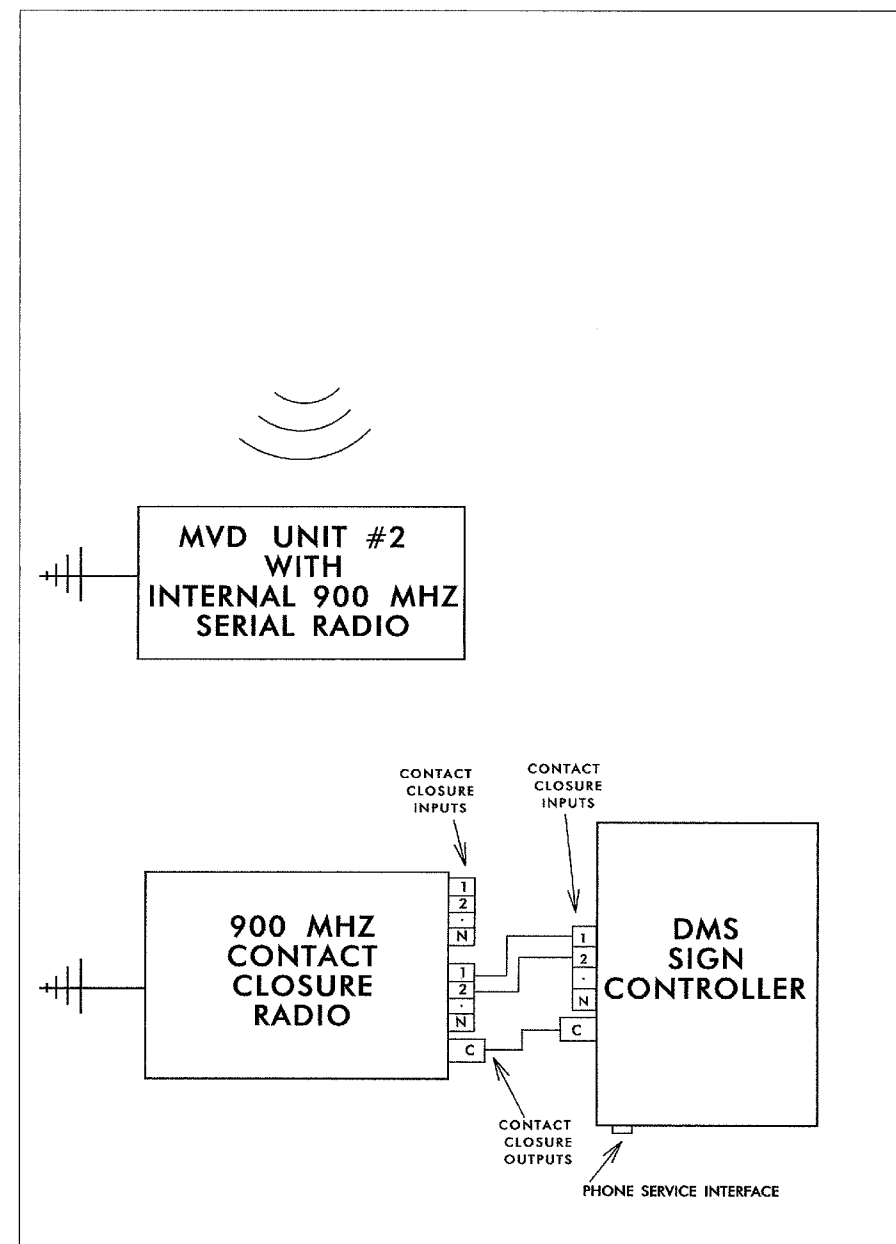 MVD UNIT #2
WITH
INTERNAL 900 MHZ
SERIAL RADIO
CONTACT
CLOSURE
INPUTS
CONTACT
CLOSURE
INPUTS
900 MHZ
CONTACT
CLOSURE
RADIO
1
2
.
N
1
2
.
N
C
1
2
.
N
C
DMS
SIGN
CONTROLLER
CONTACT
CLOSURE
OUTPUTS
PHONE SERVICE INTERFACE